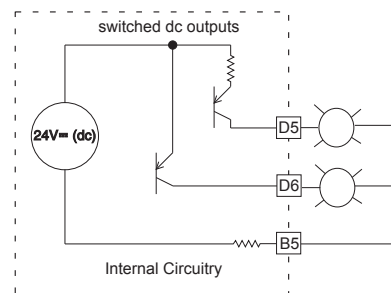 switched dc outputs
24V= (dc)
D5
D6
B5
Internal Circuitry